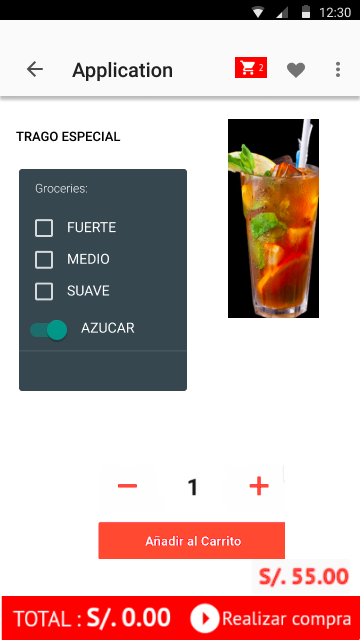 12:30
Application
2
TRAGO ESPECIAL
Groceries:
FUERTE
MEDIO
SUAVE
AZUCAR
1
Añadir al Carrito
S/. 55.00
TOTAL : S/. 0.00
Realizar compra